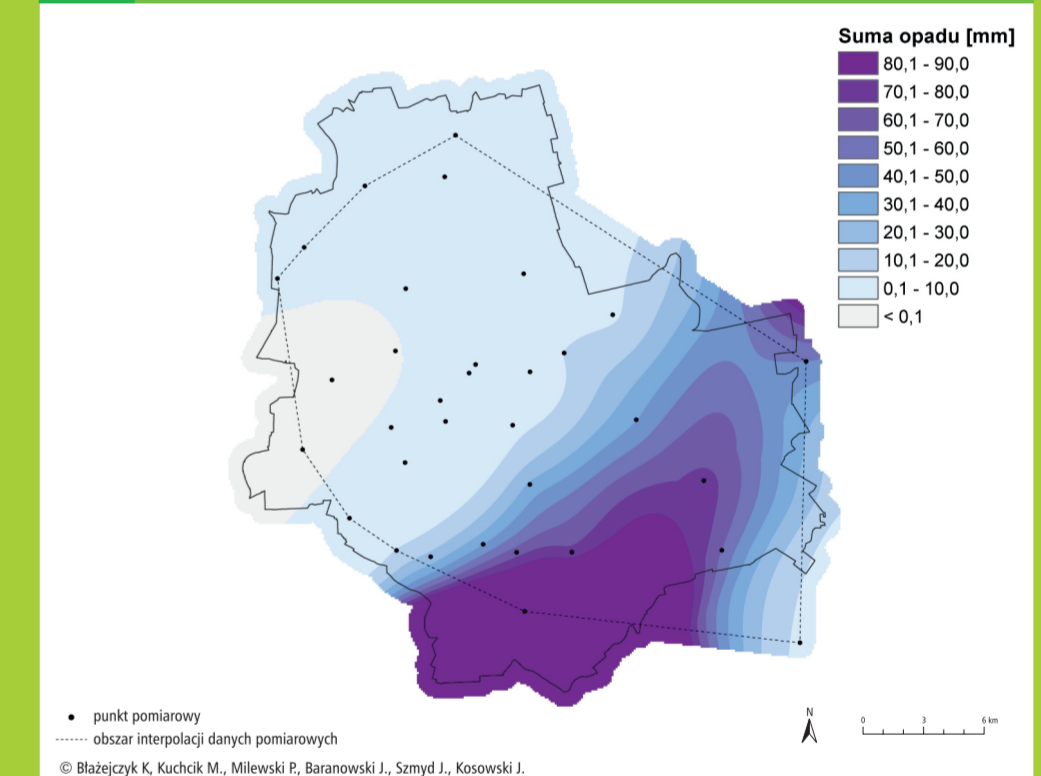 Suma opadu [mm]
80,1 - 90,0
70,1 - 80,0
60,1 - 70,0
50,1 - 60,0
40,1 - 50,0
30,1 - 40,0
20,1 - 30,0
10,1 - 20,0
0,1 - 10,0
< 0,1
punkt pomiarowy
obszar interpolacji danych pomiarowych
N
0 3 6 km
© Błażejczyk K, Kuchcik M., Milewski P., Baranowski J., Szmyd J., Kosowski J.